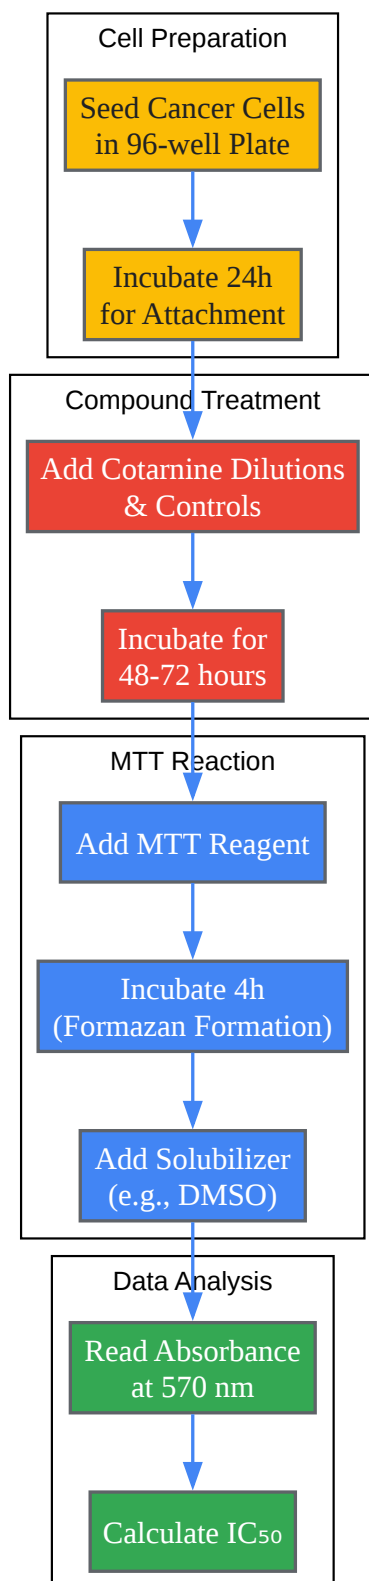 Cell Preparation
Seed Cancer Cells
in 96-well Plate
Incubate 24h
for Attachment
Compound Treatment
Add Cotarnine Dilutions
& Controls
Incubate for
48-72 hours
MTT Reaction
Add MTT Reagent
Incubate 4h
(Formazan Formation)
Add Solubilizer
(e.g., DMSO)
Data Analysis
Read Absorbance
at 570 nm
Calculate IC₅₀